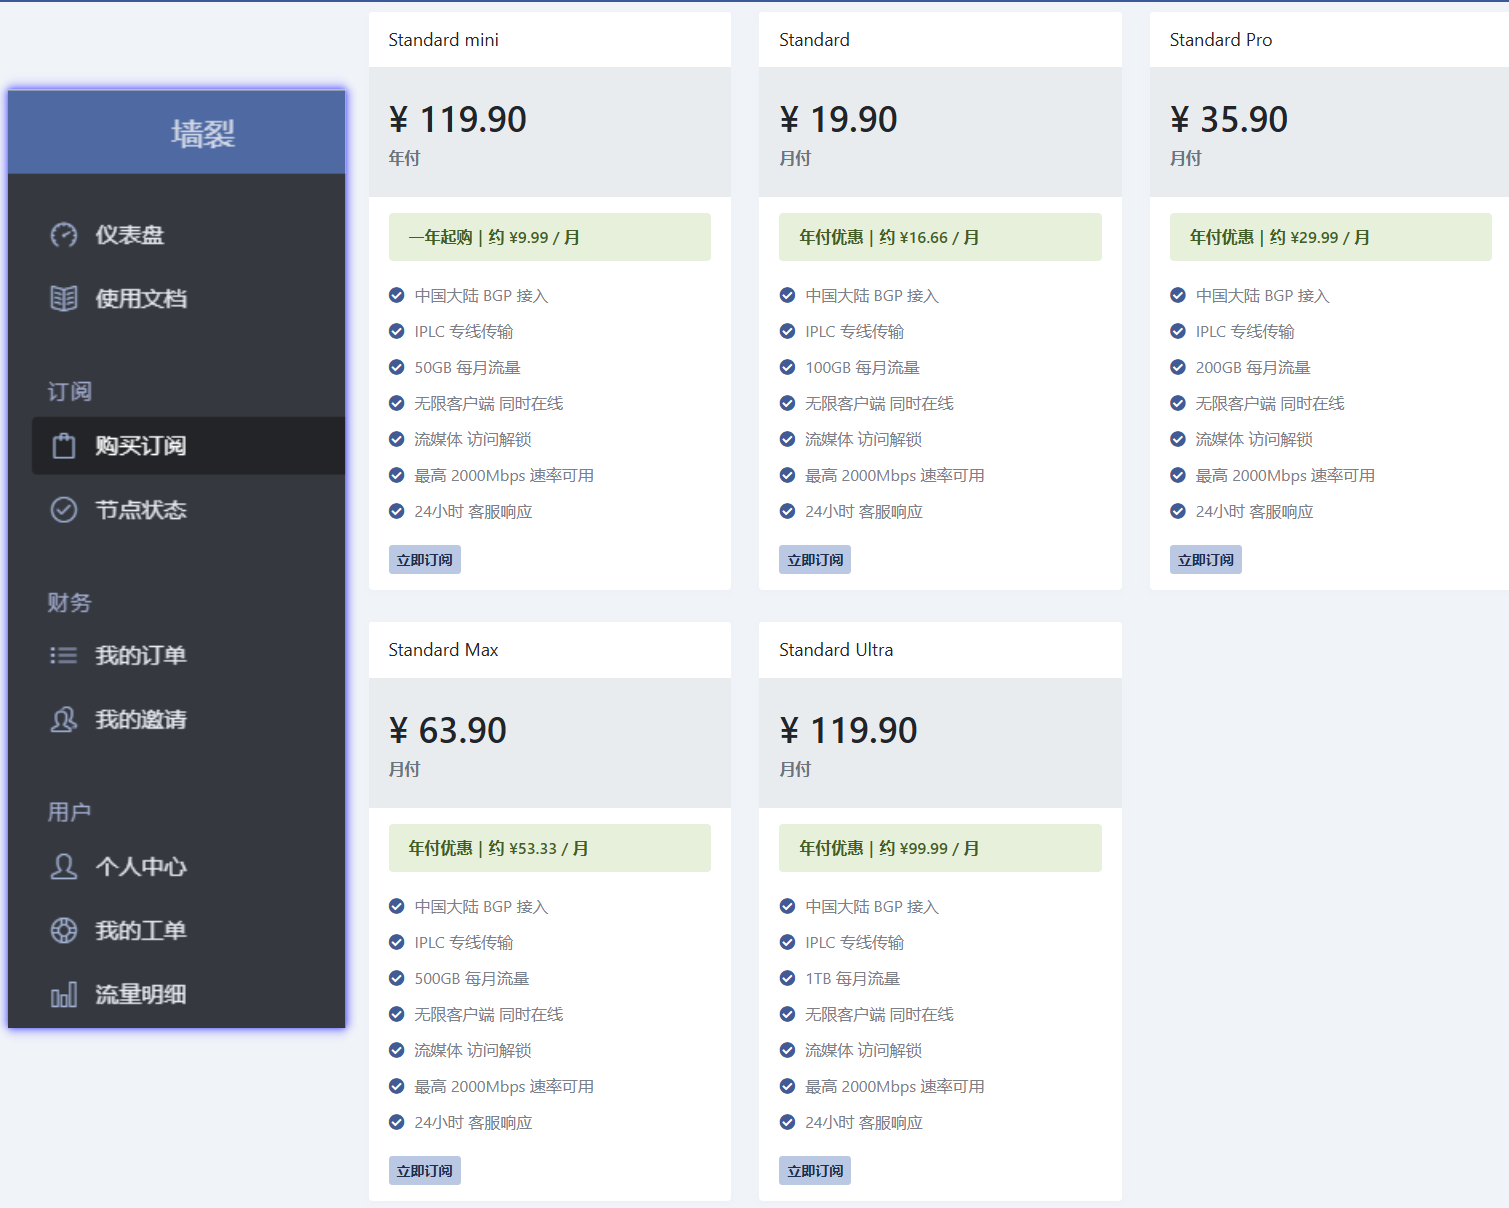 墙裂
仪表盘
使用文档
订阅
购买订阅
节点状态
财务
我的订单
我的邀请
用户
个人中心
我的工单
流量明细
Standard mini
¥ 119.90
年付
一年起购 | 约 ¥9.99 / 月
中国大陆 BGP 接入
IPLC 专线传输
50GB 每月流量
无限客户端 同时在线
流媒体 访问解锁
最高 2000Mbps 速率可用
24小时 客服响应
立即订阅
Standard
¥ 19.90
月付
年付优惠 | 约 ¥16.66 / 月
中国大陆 BGP 接入
IPLC 专线传输
100GB 每月流量
无限客户端 同时在线
流媒体 访问解锁
最高 2000Mbps 速率可用
24小时 客服响应
立即订阅
Standard Pro
¥ 35.90
月付
年付优惠 | 约 ¥29.99 / 月
中国大陆 BGP 接入
IPLC 专线传输
200GB 每月流量
无限客户端 同时在线
流媒体 访问解锁
最高 2000Mbps 速率可用
24小时 客服响应
立即订阅
Standard Max
¥ 63.90
月付
年付优惠 | 约 ¥53.33 / 月
中国大陆 BGP 接入
IPLC 专线传输
500GB 每月流量
无限客户端 同时在线
流媒体 访问解锁
最高 2000Mbps 速率可用
24小时 客服响应
立即订阅
Standard Ultra
¥ 119.90
月付
年付优惠 | 约 ¥99.99 / 月
中国大陆 BGP 接入
IPLC 专线传输
1TB 每月流量
无限客户端 同时在线
流媒体 访问解锁
最高 2000Mbps 速率可用
24小时 客服响应
立即订阅